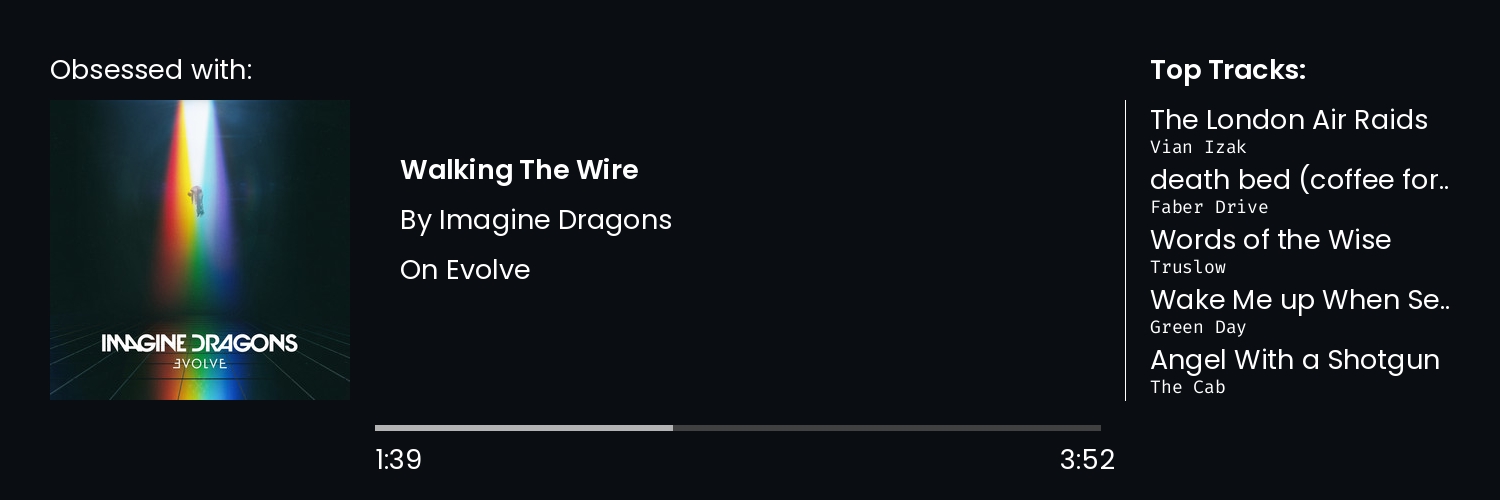 Obsessed with:
IMAGINE DRAGONS
EVOLVE
Walking The Wire
By Imagine Dragons
On Evolve
1:39
3:52
Top Tracks:
The London Air Raids
Vian Izak
death bed (coffee for..
Faber Drive
Words of the Wise
Truslow
Wake Me up When Se..
Green Day
Angel With a Shotgun
The Cab